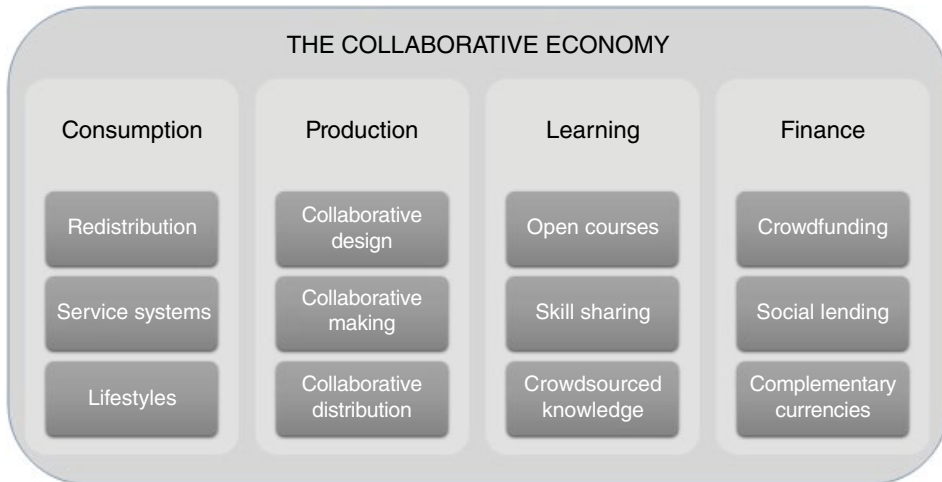 THE COLLABORATIVE ECONOMY
Consumption
Redistribution
Service systems
Lifestyles
Production
Collaborative
design
Collaborative
making
Collaborative
distribution
Learning
Open courses
Skill sharing
Crowdsourced
knowledge
Finance
Crowdfunding
Social lending
Complementary
currencies